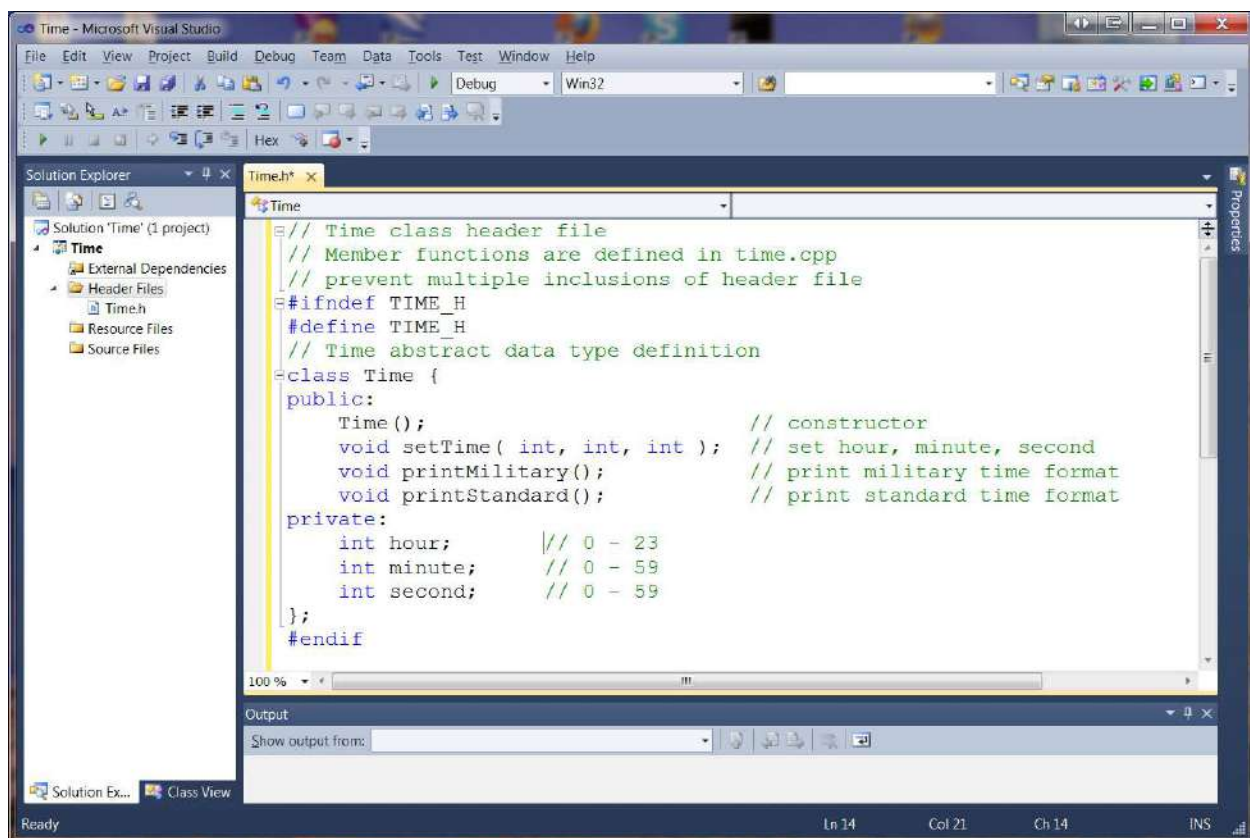 Time - Microsoft Visual Studio
File Edit View Project Build Debug Team Data Tools Test Window Help
Debug Win32
Hex
Solution Explorer
Solution 'Time' (1 project)
Time
External Dependencies
Header Files
Time.h
Resource Files
Source Files
Solution Ex... Class View
Time.h*
Time
// Time class header file
// Member functions are defined in time.cpp
// prevent multiple inclusions of header file
#ifndef TIME_H
#define TIME_H
// Time abstract data type definition
class Time {
public:
    Time();                         // constructor
    void setTime( int, int, int );  // set hour, minute, second
    void printMilitary();           // print military time format
    void printStandard();           // print standard time format
private:
    int hour;       // 0 - 23
    int minute;     // 0 - 59
    int second;     // 0 - 59
};
#endif
100 %
Output
Show output from:
Properties
Ready Ln 14 Col 21 Ch 14 INS